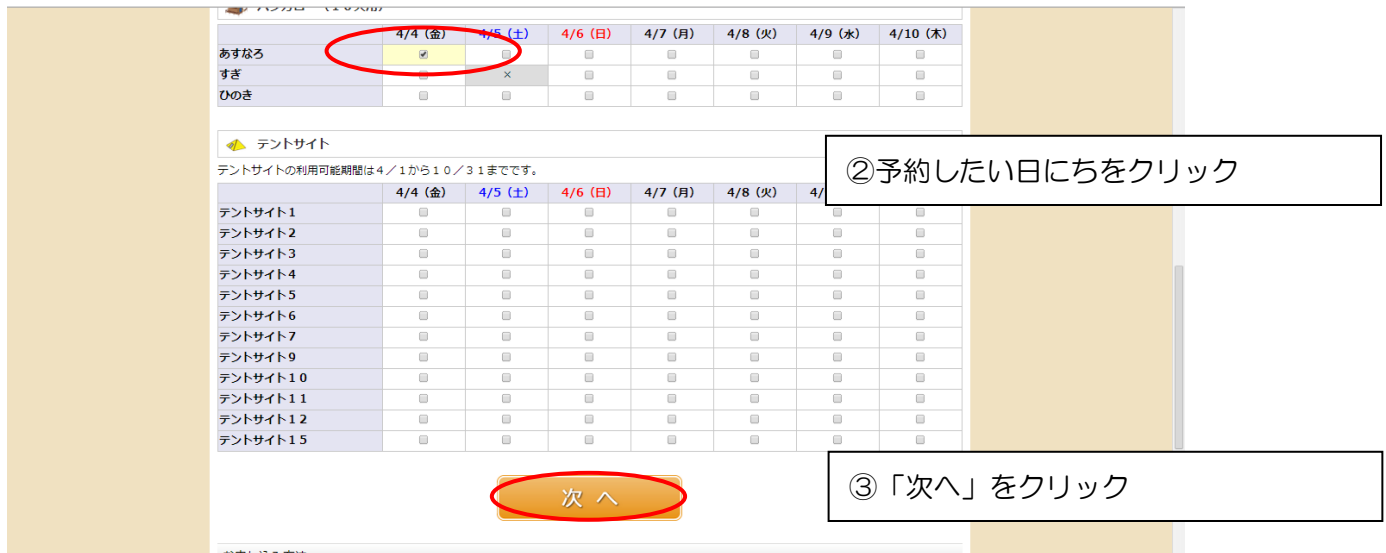 4/4（金） 4/5（土） 4/6（日） 4/7（月） 4/8（火） 4/9（水） 4/10（木）
あすなろ
すぎ ×
ひのき
テントサイト
テントサイトの利用可能期間は４／１から１０／３１までです。
②予約したい日にちをクリック
4/4（金） 4/5（土） 4/6（日） 4/7（月） 4/8（火） 4/
テントサイト１
テントサイト２
テントサイト３
テントサイト４
テントサイト５
テントサイト６
テントサイト７
テントサイト９
テントサイト１０
テントサイト１１
テントサイト１２
テントサイト１５
次 へ
③「次へ」をクリック